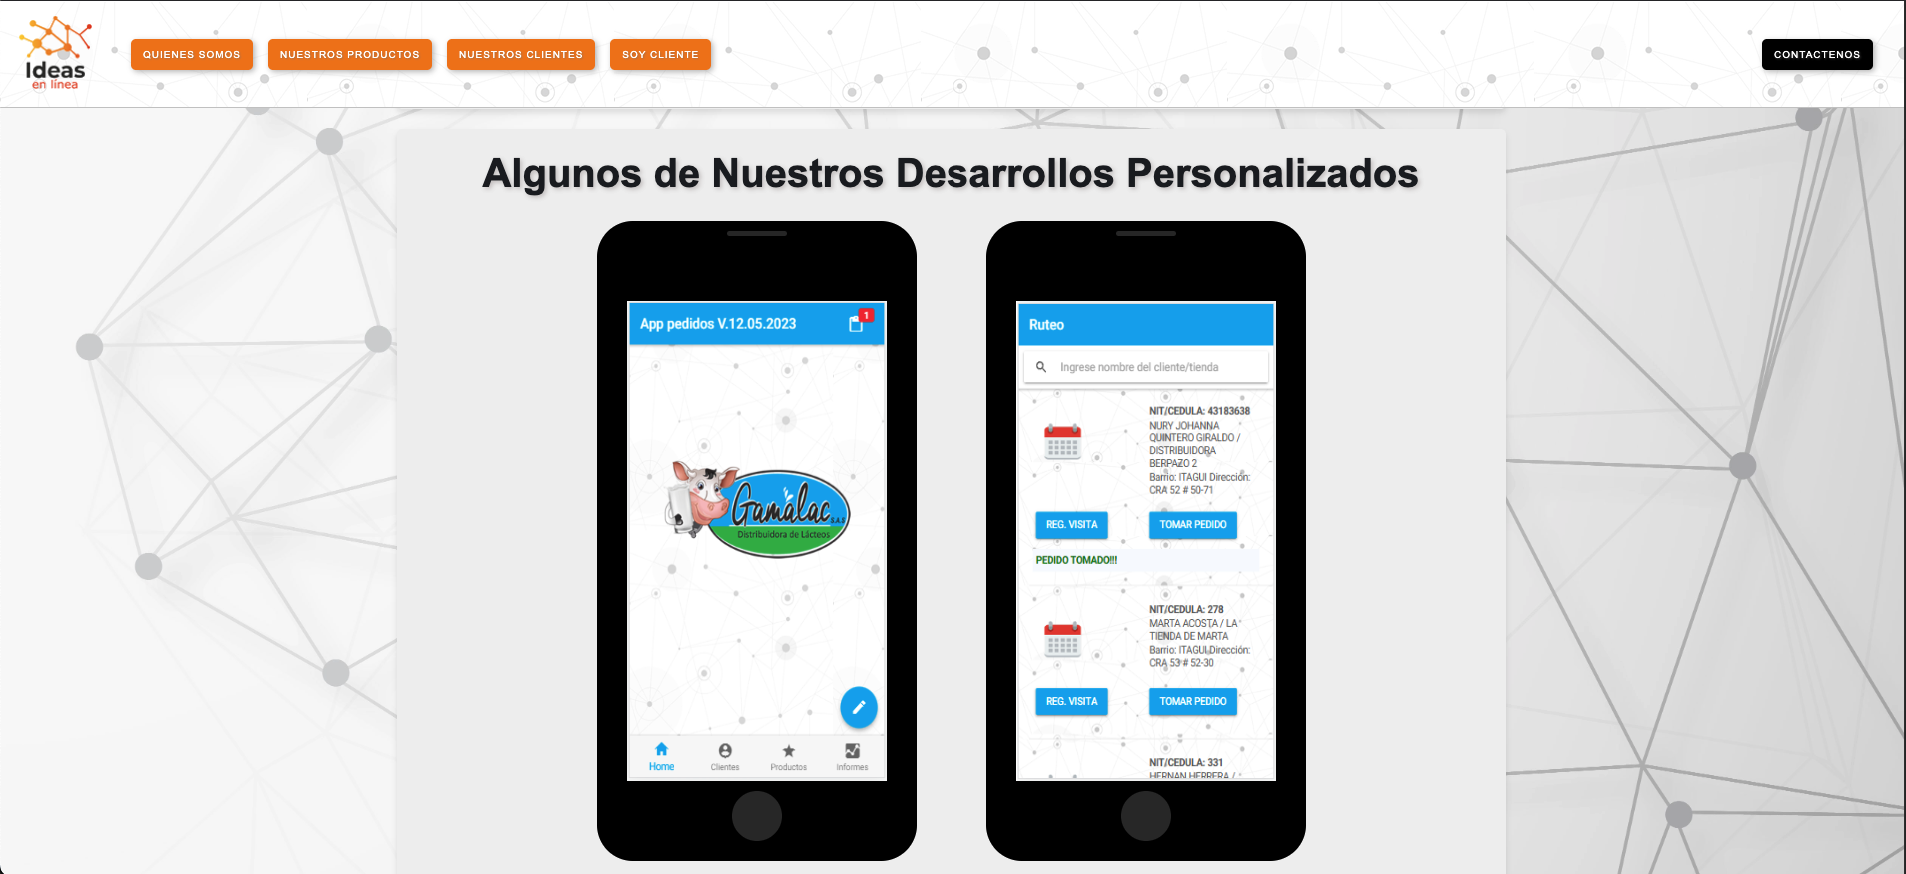 Ideas
en línea
QUIENES SOMOS
NUESTROS PRODUCTOS
NUESTROS CLIENTES
SOY CLIENTE
CONTACTENOS
Algunos de Nuestros Desarrollos Personalizados
App pedidos V.12.05.2023
1
Gamalac S.A.S
Distribuidora de Lácteos
Home
Clientes
Productos
Informes
Ruteo
Ingrese nombre del cliente/tienda
NIT/CEDULA: 43183638
NURY JOHANNA
QUINTERO GIRALDO /
DISTRIBUIDORA
BERPAZO 2
Barrio: ITAGUI Dirección:
CRA 52 # 50-71
REG. VISITA
TOMAR PEDIDO
PEDIDO TOMADO!!!
NIT/CEDULA: 278
MARTA ACOSTA / LA
TIENDA DE MARTA
Barrio: ITAGUI Dirección:
CRA 53 # 52-30
REG. VISITA
TOMAR PEDIDO
NIT/CEDULA: 331
HERNAN HERRERA /